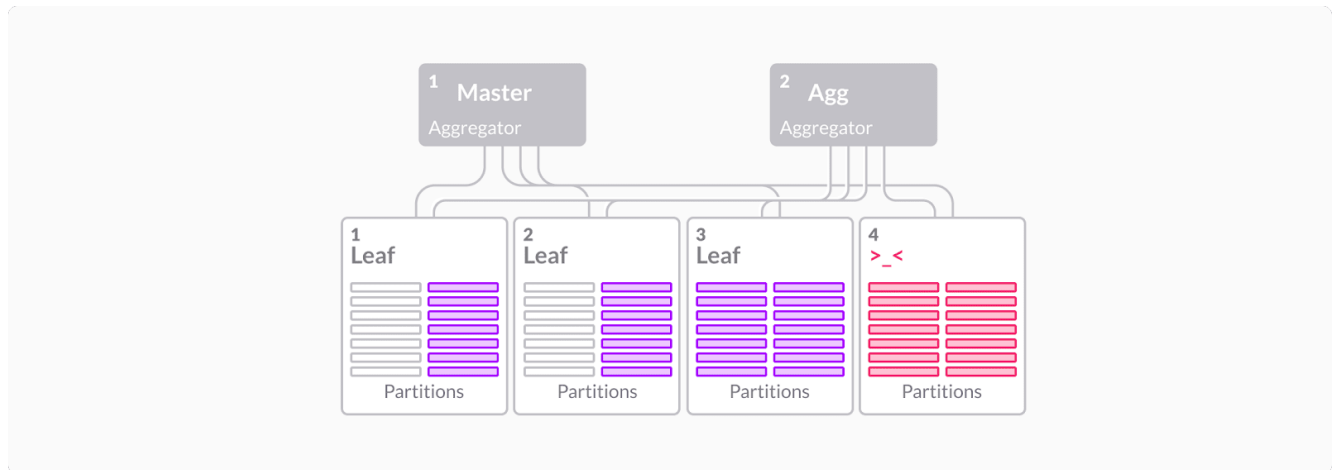 1 Master
Aggregator
2 Agg
Aggregator
1
Leaf
Partitions
2
Leaf
Partitions
3
Leaf
Partitions
4
>_<
Partitions